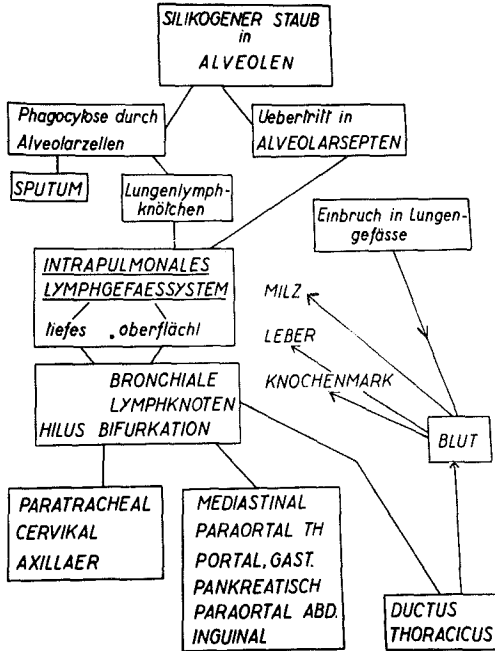 SILIKOGENER STAUB
in
ALVEOLEN
Phagocytose durch
Alveolarzellen
Uebertritt in
ALVEOLARSEPTEN
SPUTUM
Lungenlymph-
knötchen
Einbruch in Lungen-
gefässe
INTRAPULMONALES
LYMPHGEFAESSYSTEM
tiefes oberflächl
MILZ
LEBER
KNOCHENMARK
BRONCHIALE
LYMPHKNOTEN
HILUS BIFURKATION
BLUT
PARATRACHEAL
CERVIKAL
AXILLAER
MEDIASTINAL
PARAORTAL TH
PORTAL, GAST.
PANKREATISCH
PARAORTAL ABD.
INGUINAL
DUCTUS
THORACICUS